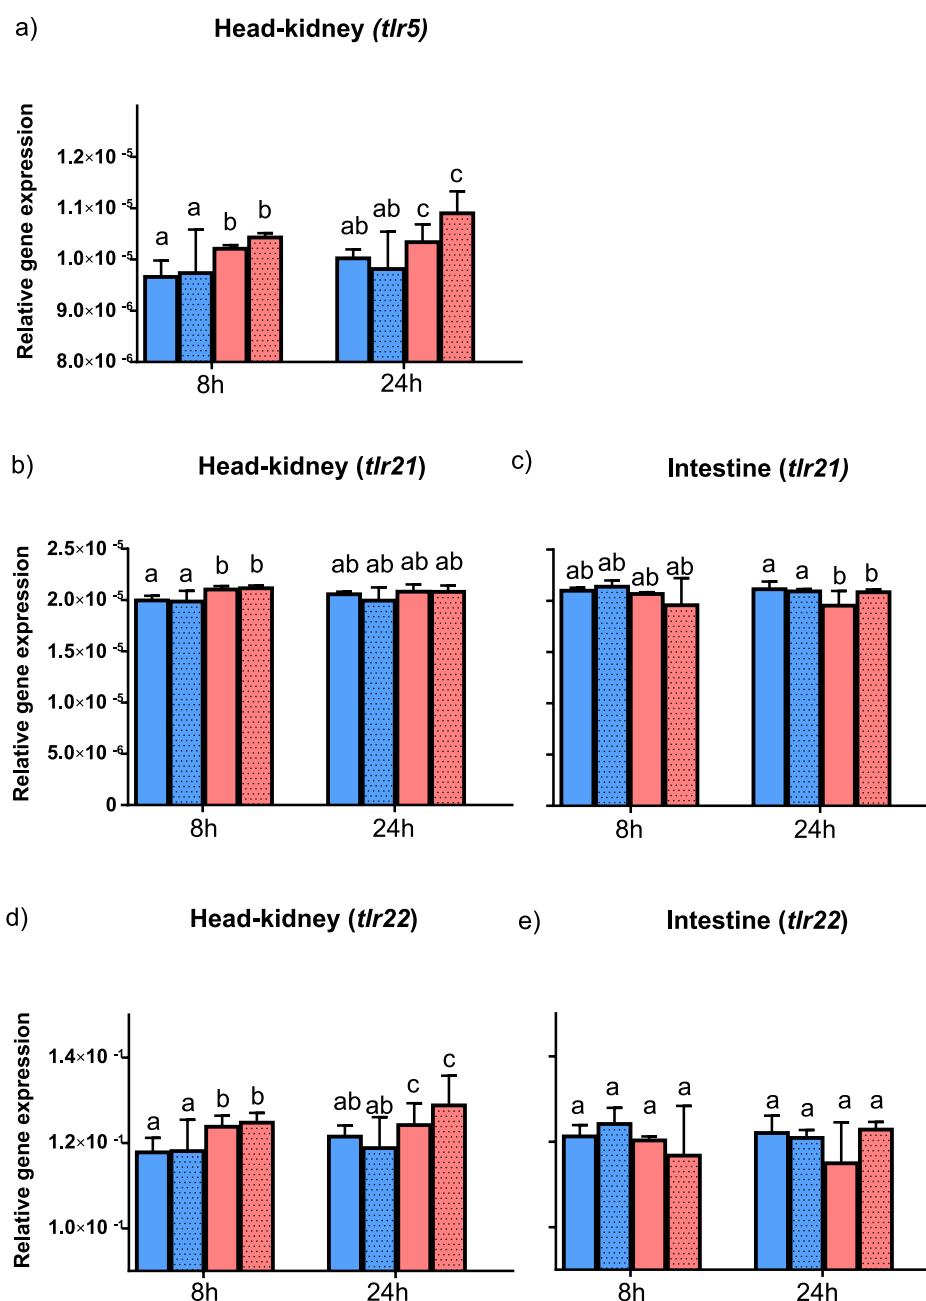 a) Head-kidney (tlr5)
Relative gene expression
1.2×10 -5
1.1×10 -5
1.0×10 -5
9.0×10 -6
8.0×10 -6
a a b b ab ab c c
8h 24h
b) Head-kidney (tlr21)
c) Intestine (tlr21)
Relative gene expression
2.5×10 -5
2.0×10 -5
1.5×10 -5
1.0×10 -5
5.0×10 -6
0
a a b b ab ab ab ab
8h 24h
ab ab ab ab a a b b
8h 24h
d) Head-kidney (tlr22)
e) Intestine (tlr22)
Relative gene expression
1.4×10 -1
1.2×10 -1
1.0×10 -1
a a b b ab ab c c
8h 24h
a a a a a a a a
8h 24h